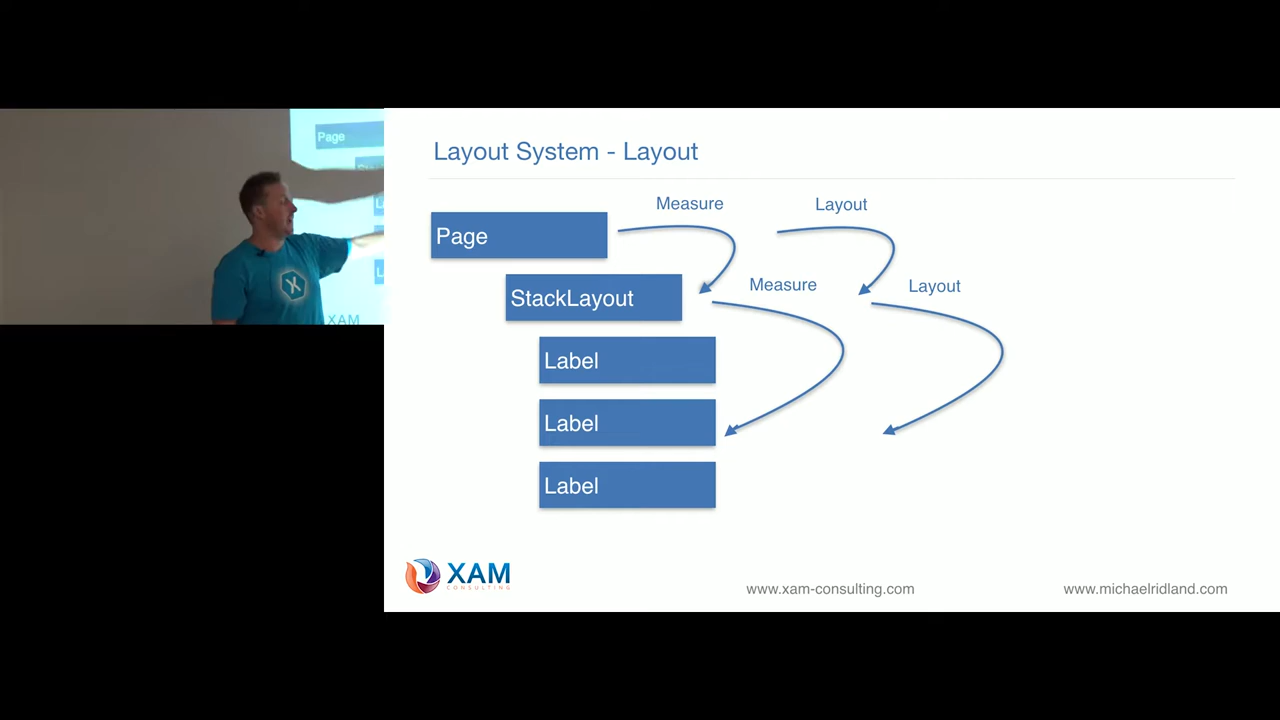 Layout System - Layout
Measure
Layout
Page
Measure
Layout
StackLayout
Label
Label
Label
XAM
CONSULTING
www.xam-consulting.com
www.michaelridland.com
Page
XAM